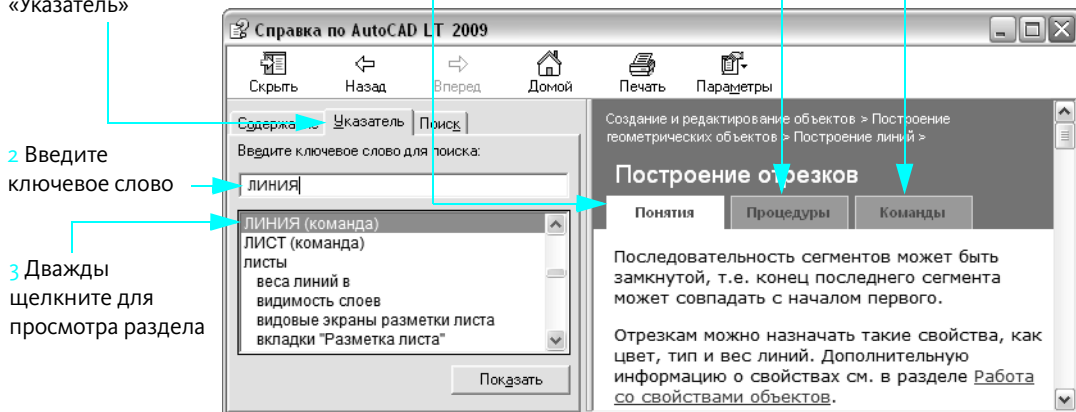 «Указатель»
Справка по AutoCAD LT 2009
Скрыть Назад Вперед Домой Печать Параметры
Содержание Указатель Поиск
Введите ключевое слово для поиска:
2 Введите
ключевое слово
ЛИНИЯ
ЛИНИЯ (команда)
ЛИСТ (команда)
листы
веса линий в
видимость слоев
видовые экраны разметки листа
вкладки "Разметка листа"
3 Дважды
щелкните для
просмотра раздела
Показать
Создание и редактирование объектов > Построение
геометрических объектов > Построение линий >
Построение отрезков
Понятия Процедуры Команды
Последовательность сегментов может быть
замкнутой, т.е. конец последнего сегмента
может совпадать с началом первого.
Отрезкам можно назначать такие свойства, как
цвет, тип и вес линий. Дополнительную
информацию о свойствах см. в разделе Работа
со свойствами объектов.